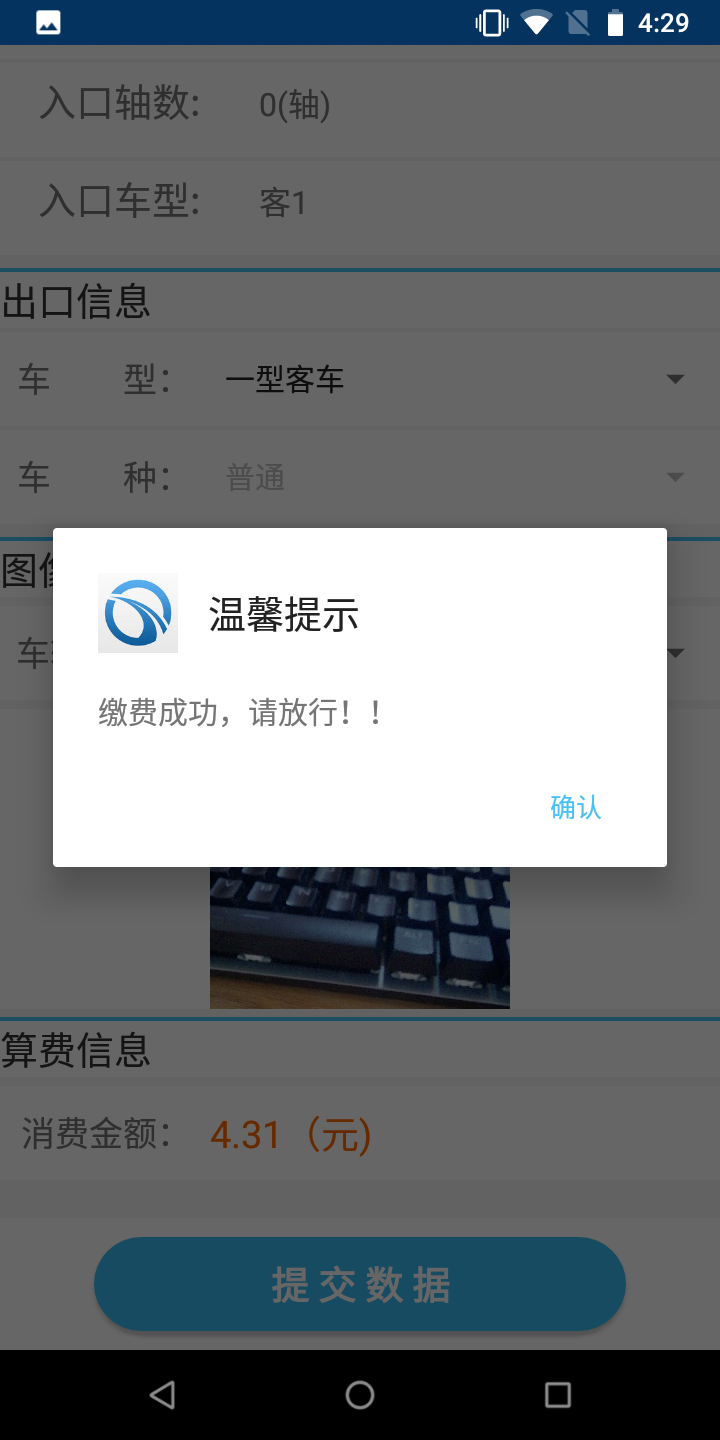 4:29
入口轴数: 0(轴)
入口车型: 客1
出口信息
车 型: 一型客车
车 种: 普通
图
车
温馨提示
缴费成功，请放行！！
确认
算费信息
消费金额: 4.31（元)
提交数据